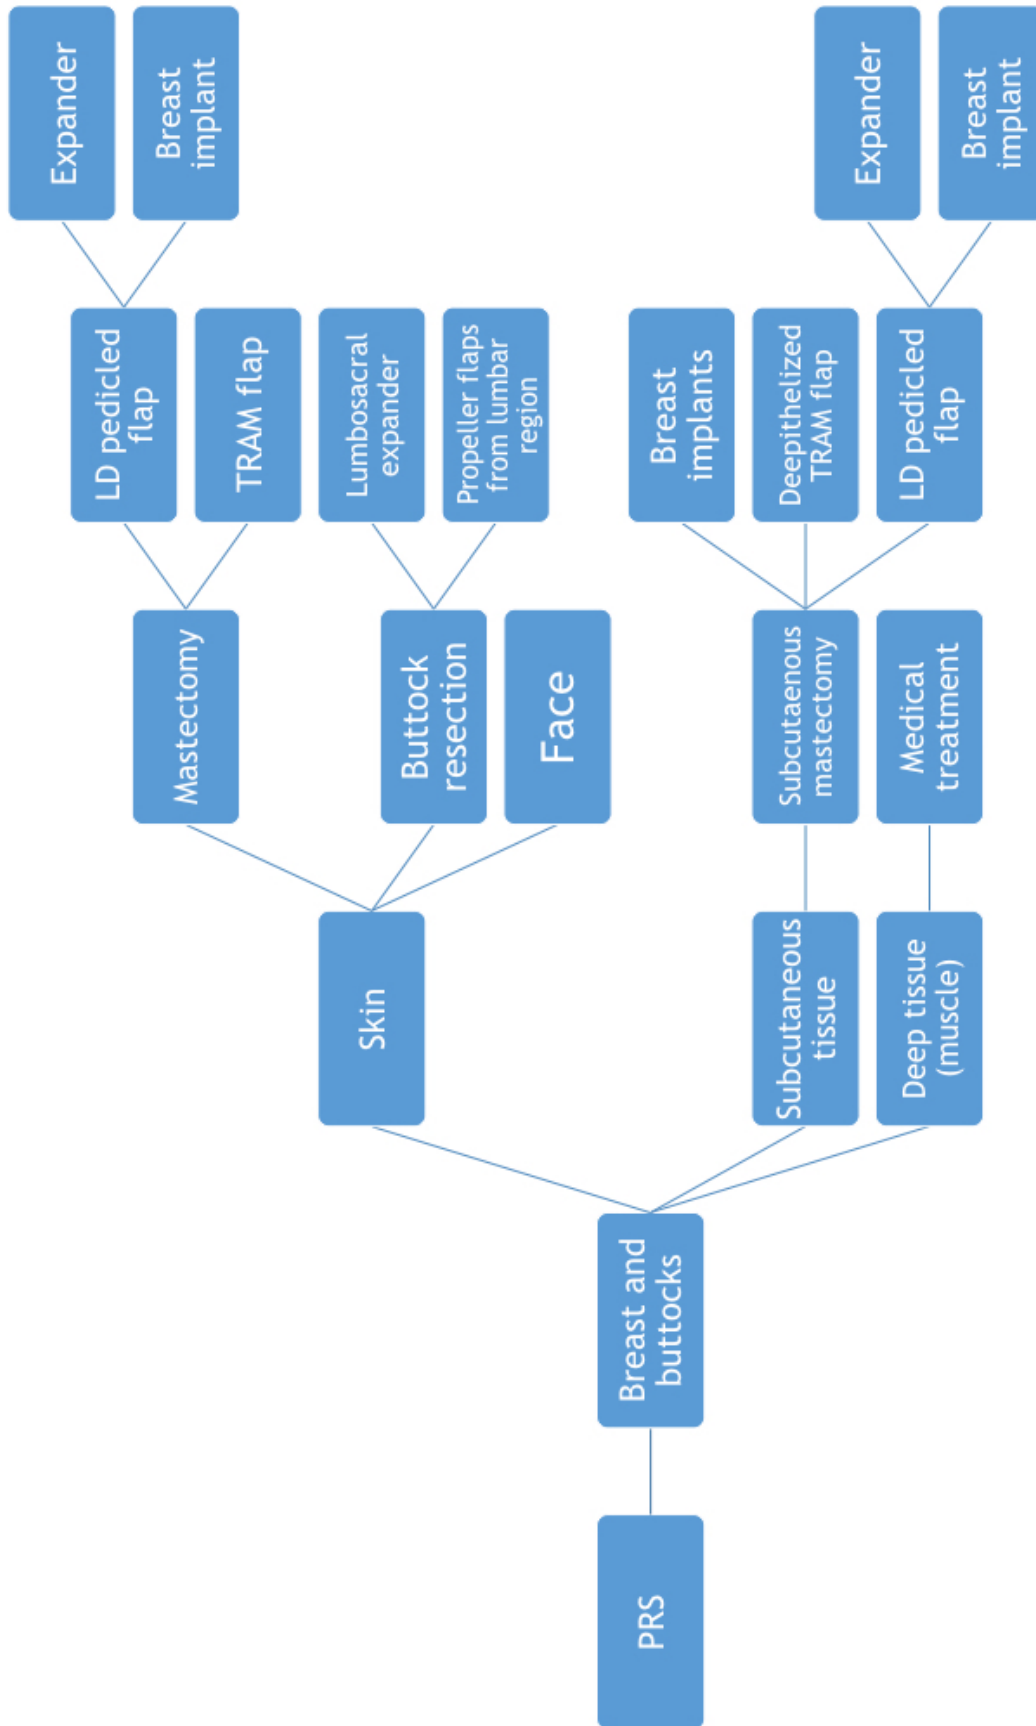 PRS
Breast and
buttocks
Skin
Mastectomy
LD pedicled
flap
Expander
Breast
implant
TRAM flap
Buttock
resection
Lumbosacral
expander
Propeller flaps
from lumbar
region
Face
Subcutaneous
tissue
Subcutaenous
mastectomy
Breast
implants
Deepithelized
TRAM flap
LD pedicled
flap
Expander
Breast
implant
Deep tissue
(muscle)
Medical
treatment